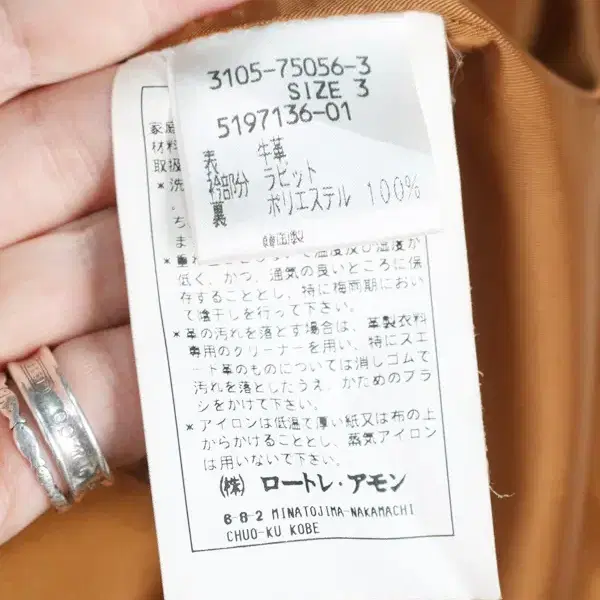 3105-75056-3
SIZE 3
5197136-01
表 牛革
衿部分 ラビット
裏 ポリエステル 100%
韓国製
家庭
材料
取扱
*洗
ち
ま
低く、かつ、通気の良いところに保
存することとし、特に梅雨期におい
て陰干しを行って下さい。
*革の汚れを落とす場合は、革製衣料
専用のクリーナーを用い、特にスエ
ード革のものについては消しゴムで
汚れを落としたうえ、かためのブラ
シをかけて下さい。
*アイロンは低温で厚い紙又は布の上
からかけることとし、蒸気アイロン
は用いないで下さい。
(株) ロートレ・アモン
6-8-2 MINATOJIMA-NAKAMACHI
CHUO-KU KOBE